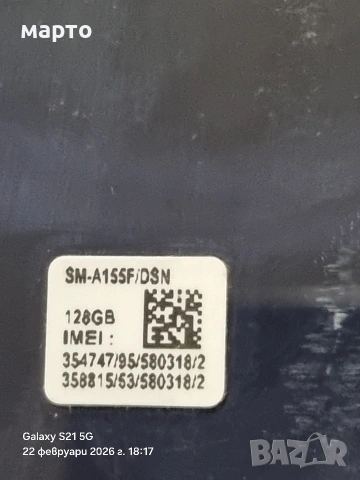 марто
SM-A155F/DSN
128GB
IMEI :
354747/95/580318/2
358815/53/580318/2
Galaxy S21 5G
22 февруари 2026 г. 18:17
BAZAR